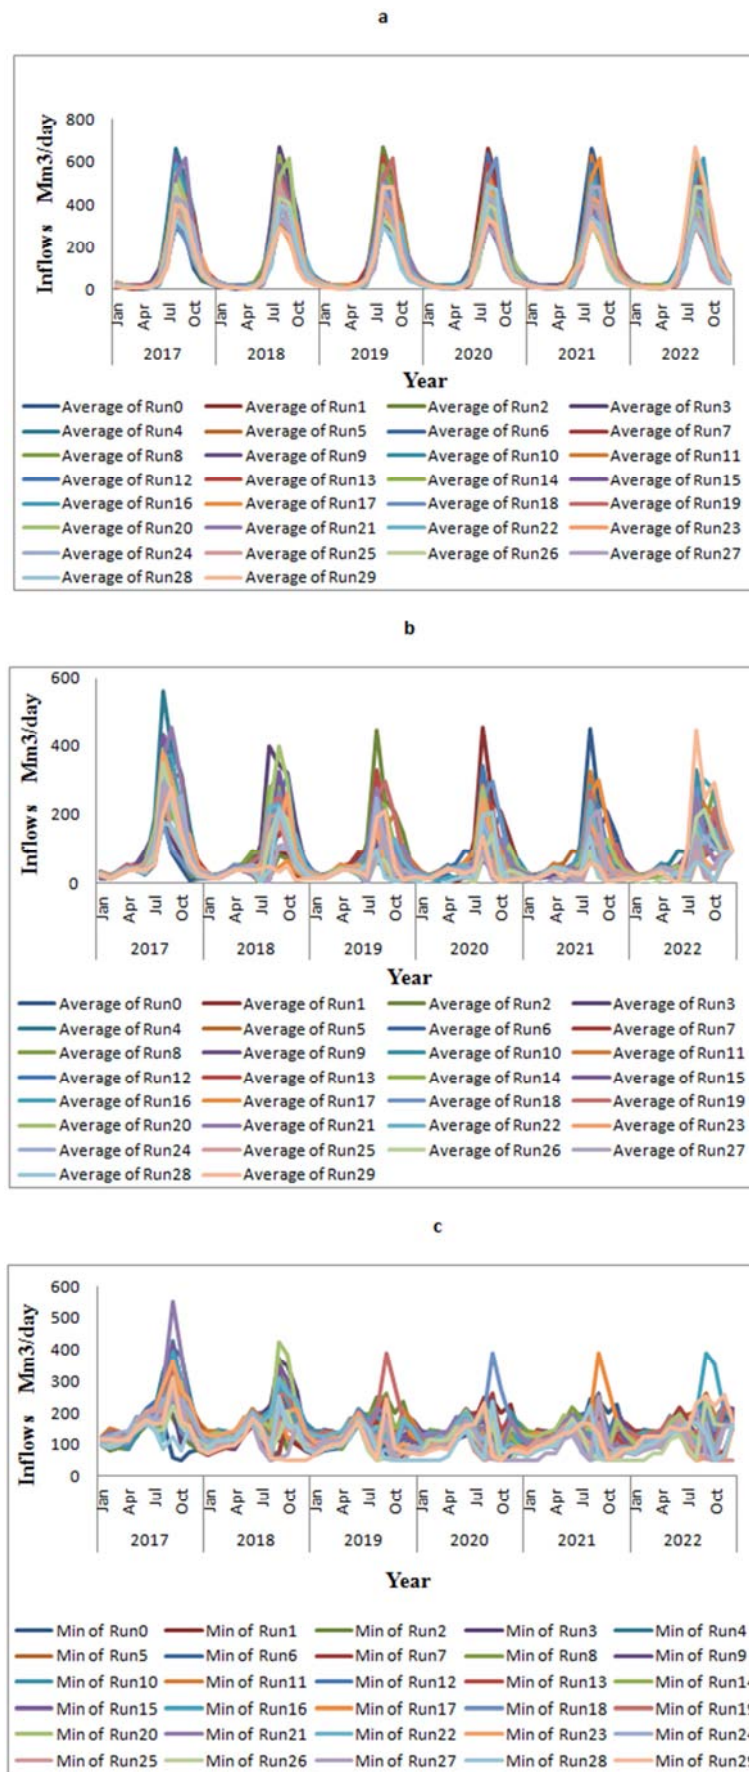 a
Inflows Mm3/day
800
600
400
200
0
Jan Apr Jul Oct Jan Apr Jul Oct Jan Apr Jul Oct Jan Apr Jul Oct Jan Apr Jul Oct Jan Apr Jul Oct
2017 2018 2019 2020 2021 2022
Year
Average of Run0 Average of Run1 Average of Run2 Average of Run3
Average of Run4 Average of Run5 Average of Run6 Average of Run7
Average of Run8 Average of Run9 Average of Run10 Average of Run11
Average of Run12 Average of Run13 Average of Run14 Average of Run15
Average of Run16 Average of Run17 Average of Run18 Average of Run19
Average of Run20 Average of Run21 Average of Run22 Average of Run23
Average of Run24 Average of Run25 Average of Run26 Average of Run27
Average of Run28 Average of Run29
b
Inflows Mm3/day
600
400
200
0
Jan Apr Jul Oct Jan Apr Jul Oct Jan Apr Jul Oct Jan Apr Jul Oct Jan Apr Jul Oct Jan Apr Jul Oct
2017 2018 2019 2020 2021 2022
Year
Average of Run0 Average of Run1 Average of Run2 Average of Run3
Average of Run4 Average of Run5 Average of Run6 Average of Run7
Average of Run8 Average of Run9 Average of Run10 Average of Run11
Average of Run12 Average of Run13 Average of Run14 Average of Run15
Average of Run16 Average of Run17 Average of Run18 Average of Run19
Average of Run20 Average of Run21 Average of Run22 Average of Run23
Average of Run24 Average of Run25 Average of Run26 Average of Run27
Average of Run28 Average of Run29
c
Inflows Mm3/day
600
500
400
300
200
100
0
Jan Apr Jul Oct Jan Apr Jul Oct Jan Apr Jul Oct Jan Apr Jul Oct Jan Apr Jul Oct Jan Apr Jul Oct
2017 2018 2019 2020 2021 2022
Year
Min of Run0 Min of Run1 Min of Run2 Min of Run3 Min of Run4
Min of Run5 Min of Run6 Min of Run7 Min of Run8 Min of Run9
Min of Run10 Min of Run11 Min of Run12 Min of Run13 Min of Run14
Min of Run15 Min of Run16 Min of Run17 Min of Run18 Min of Run19
Min of Run20 Min of Run21 Min of Run22 Min of Run23 Min of Run24
Min of Run25 Min of Run26 Min of Run27 Min of Run28 Min of Run29